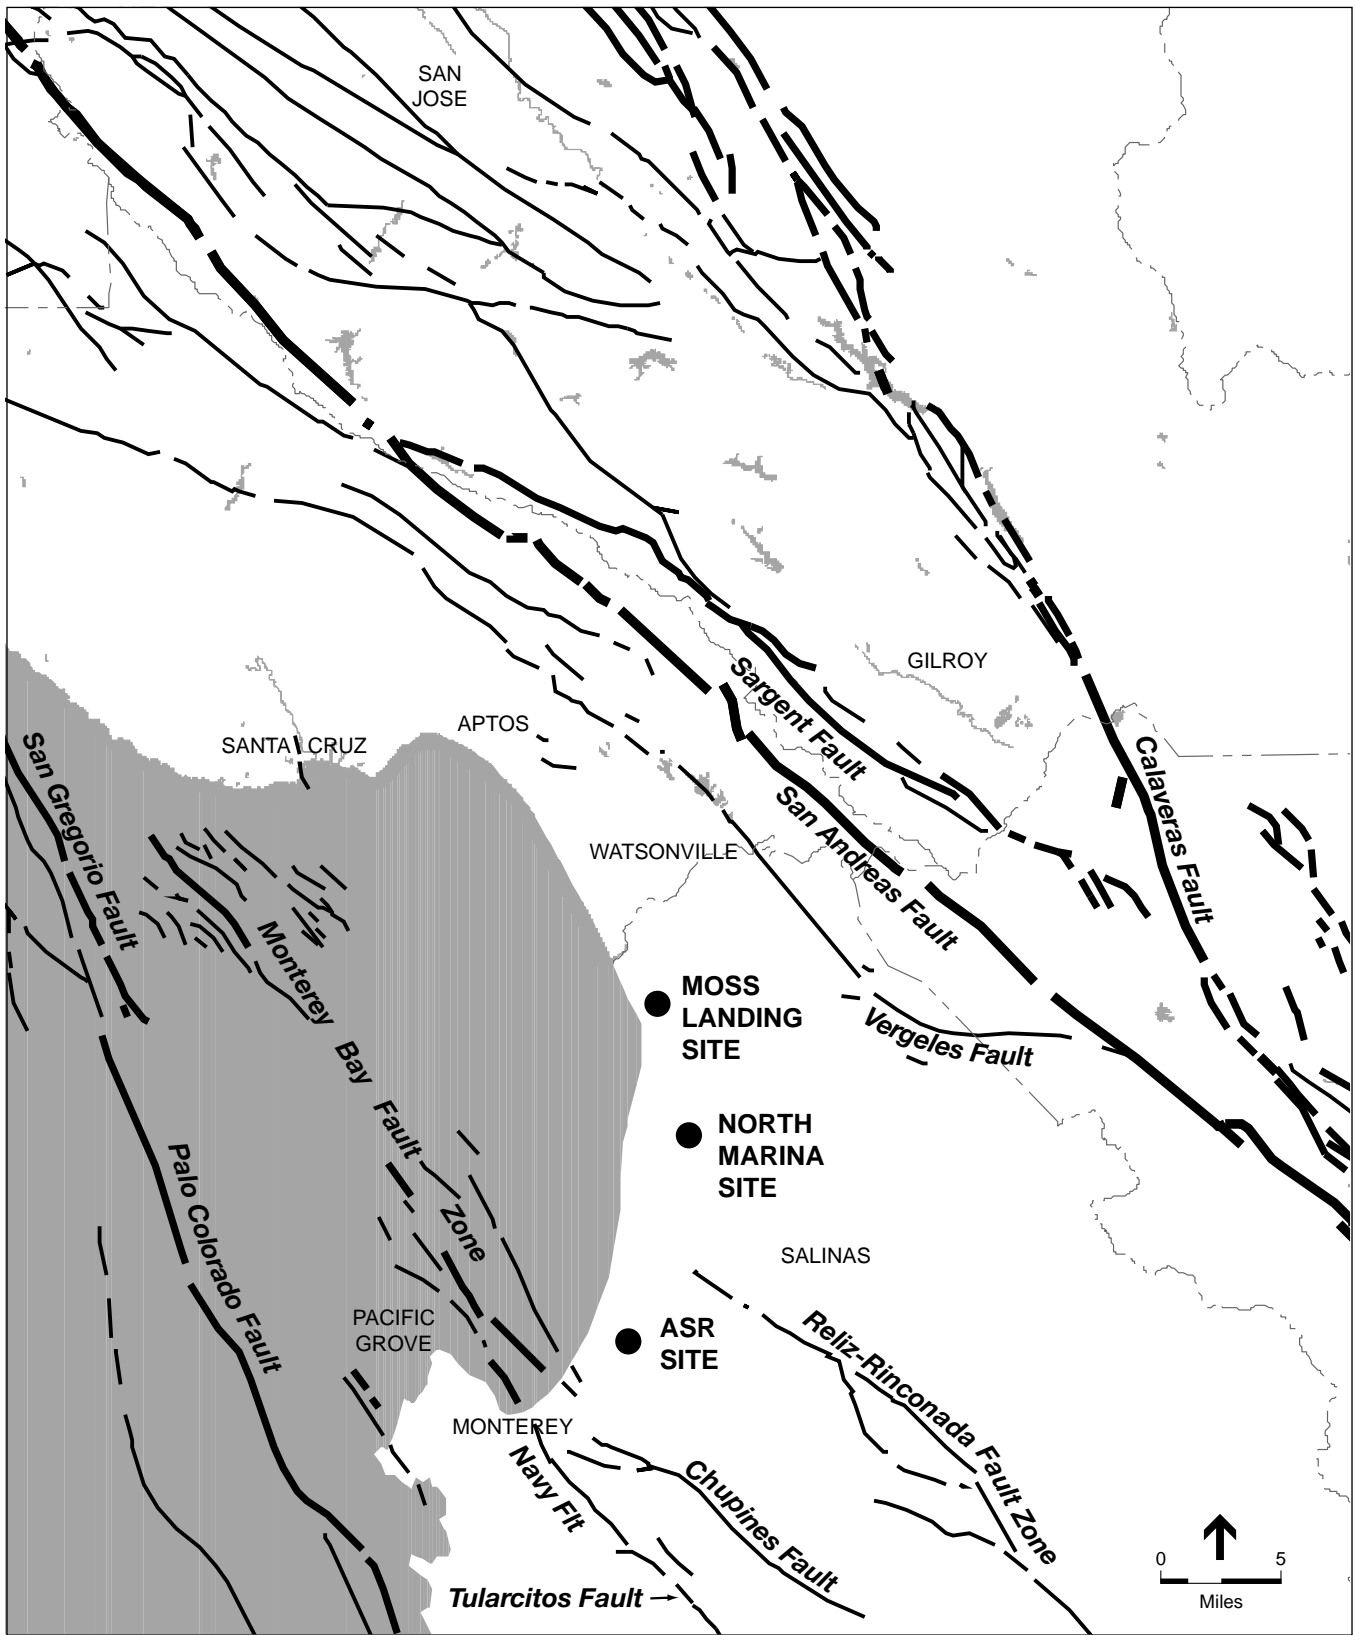 SAN
JOSE
GILROY
Sargent Fault
APTOS
SANTA CRUZ
San Gregorio Fault
Calaveras Fault
San Andreas Fault
WATSONVILLE
Monterey Bay Fault Zone
MOSS
LANDING
SITE
Vergeles Fault
NORTH
MARINA
SITE
Palo Colorado Fault
SALINAS
PACIFIC
GROVE
ASR
SITE
Reliz-Rinconada Fault Zone
MONTEREY
Navy Flt
Chupines Fault
Tularcitos Fault
0 5
Miles